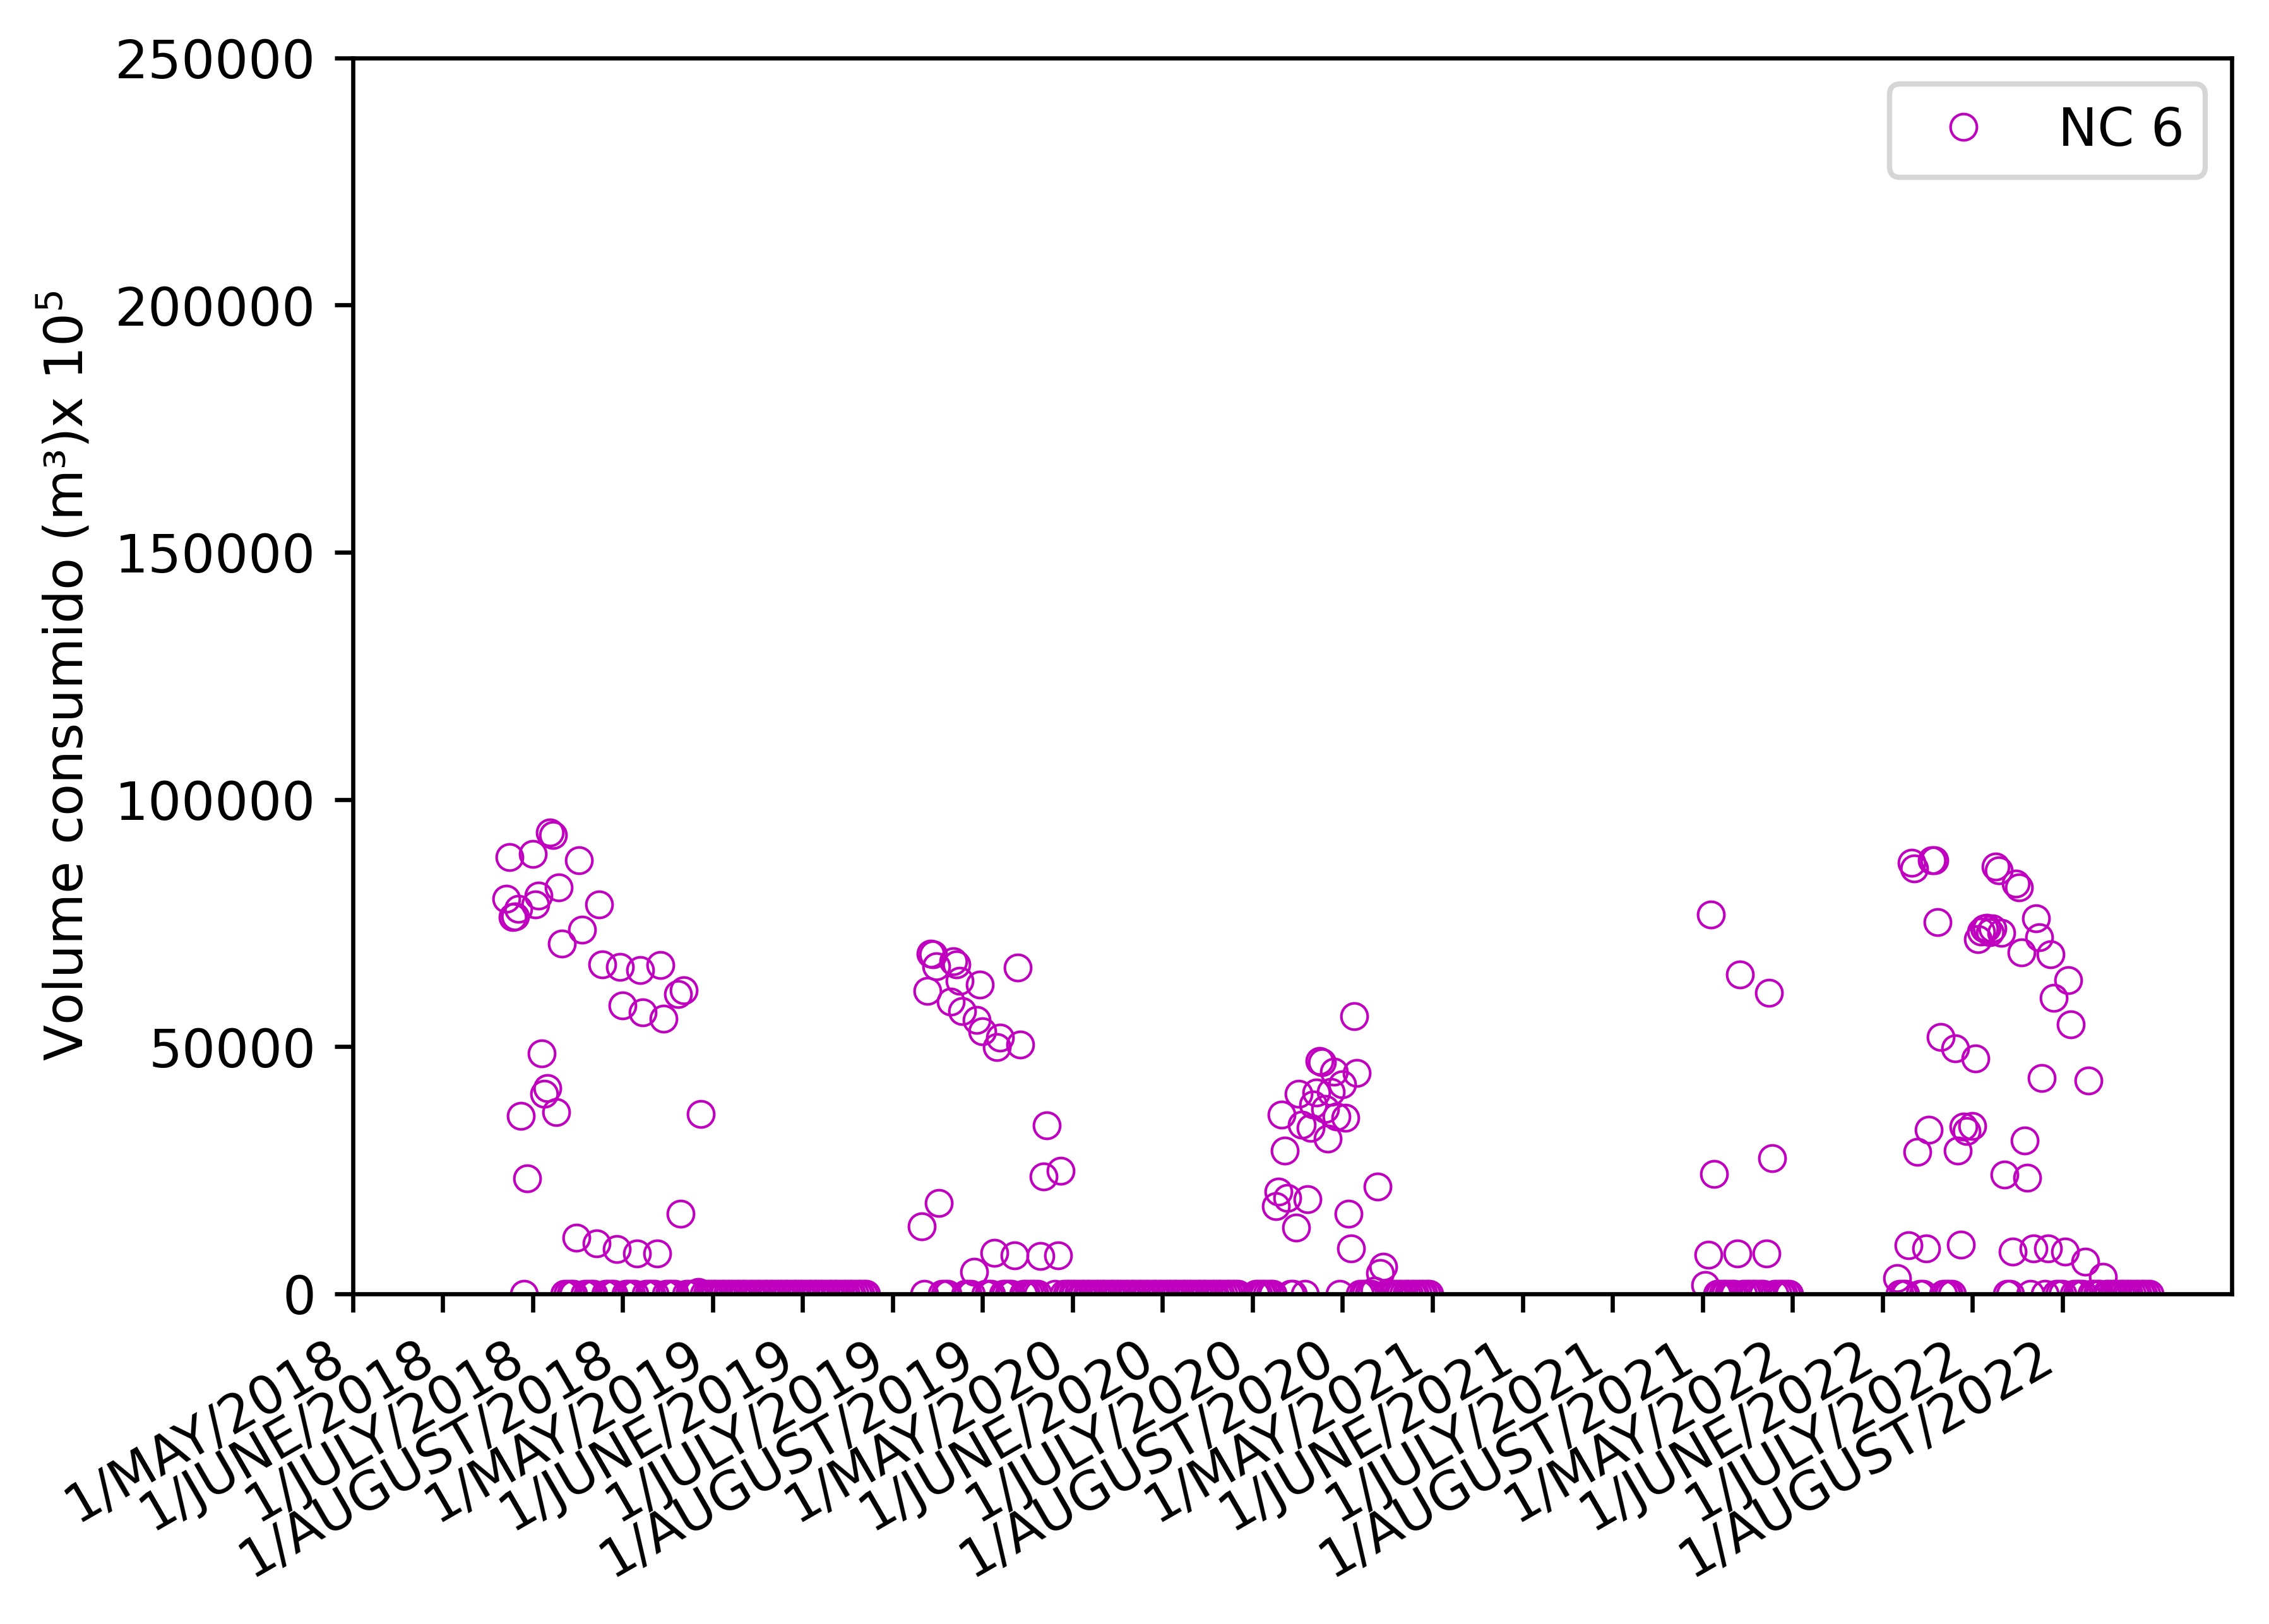 250000
200000
150000
100000
50000
0
Volume consumido (m³)x 10⁵
NC 6
1/MAY/2018
1/JUNE/2018
1/JULY/2018
1/AUGUST/2018
1/MAY/2019
1/JUNE/2019
1/JULY/2019
1/AUGUST/2019
1/MAY/2020
1/JUNE/2020
1/JULY/2020
1/AUGUST/2020
1/MAY/2021
1/JUNE/2021
1/JULY/2021
1/AUGUST/2021
1/MAY/2022
1/JUNE/2022
1/JULY/2022
1/AUGUST/2022